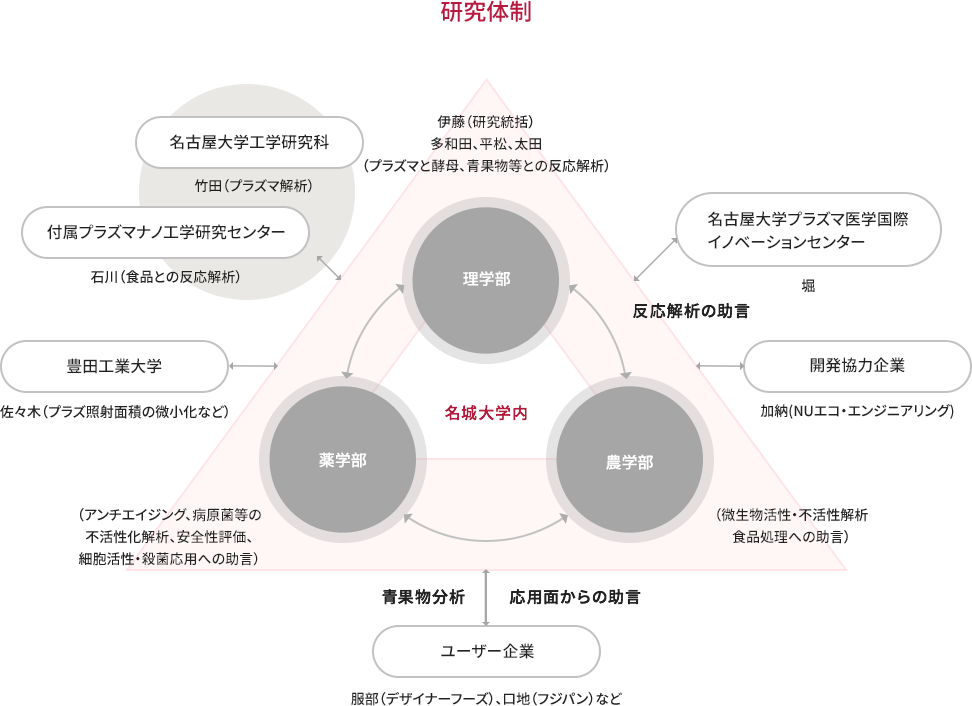 研究体制
伊藤（研究統括）
多和田、平松、太田
（プラズマと酵母、青果物等との反応解析）
名古屋大学工学研究科
竹田（プラズマ解析）
付属プラズマナノ工学研究センター
石川（食品との反応解析）
名古屋大学プラズマ医学国際
イノベーションセンター
堀
理学部
反応解析の助言
豊田工業大学
佐々木（プラズ照射面積の微小化など）
開発協力企業
加納(NUエコ・エンジニアリング)
名城大学内
薬学部
農学部
（アンチエイジング、病原菌等の
不活性化解析、安全性評価、
細胞活性・殺菌応用への助言）
（微生物活性・不活性解析
食品処理への助言）
青果物分析
応用面からの助言
ユーザー企業
服部（デザイナーフーズ）、口地（フジパン）など